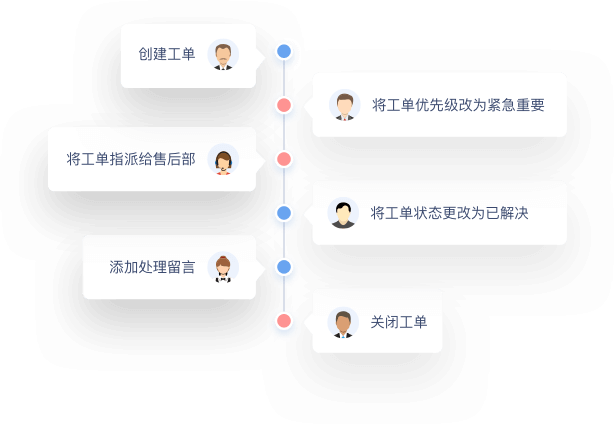 创建工单
将工单优先级改为紧急重要
将工单指派给售后部
将工单状态更改为已解决
添加处理留言
关闭工单